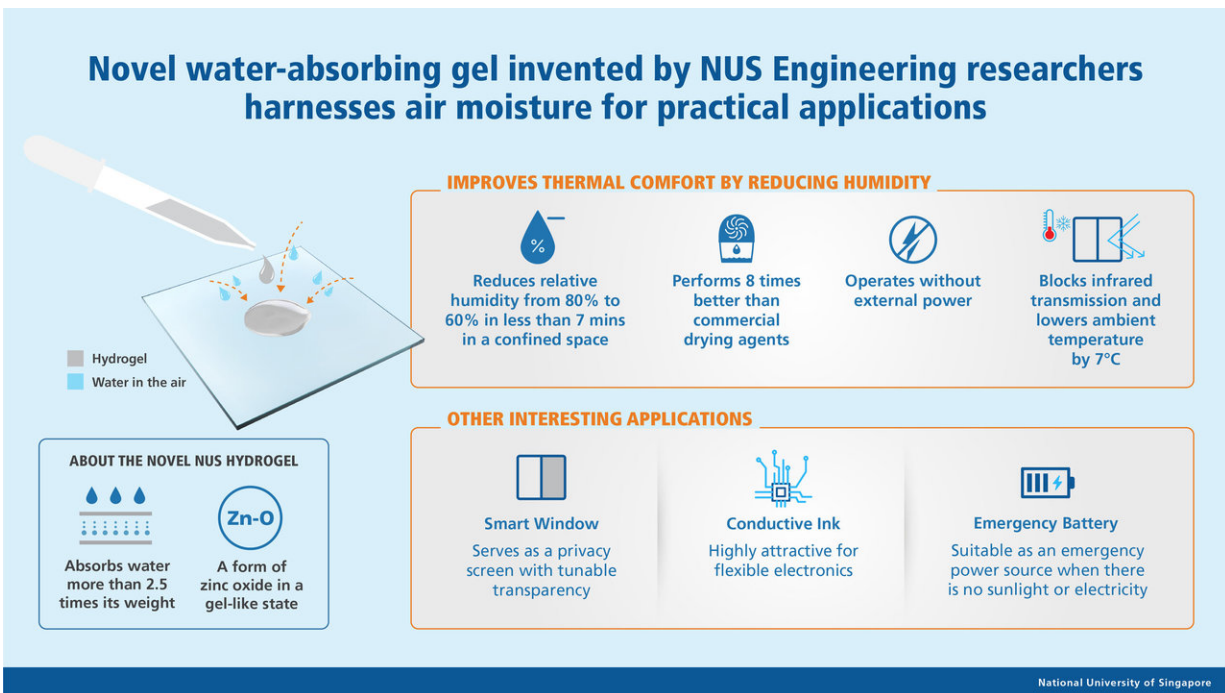 Novel water-absorbing gel invented by NUS Engineering researchers
harnesses air moisture for practical applications
Hydrogel
Water in the air
ABOUT THE NOVEL NUS HYDROGEL
Absorbs water
more than 2.5
times its weight
Zn-O
A form of
zinc oxide in a
gel-like state
IMPROVES THERMAL COMFORT BY REDUCING HUMIDITY
%
Reduces relative
humidity from 80% to
60% in less than 7 mins
in a confined space
Performs 8 times
better than
commercial
drying agents
Operates without
external power
Blocks infrared
transmission and
lowers ambient
temperature
by 7°C
OTHER INTERESTING APPLICATIONS
Smart Window
Serves as a privacy
screen with tunable
transparency
Conductive Ink
Highly attractive for
flexible electronics
Emergency Battery
Suitable as an emergency
power source when there
is no sunlight or electricity
National University of Singapore